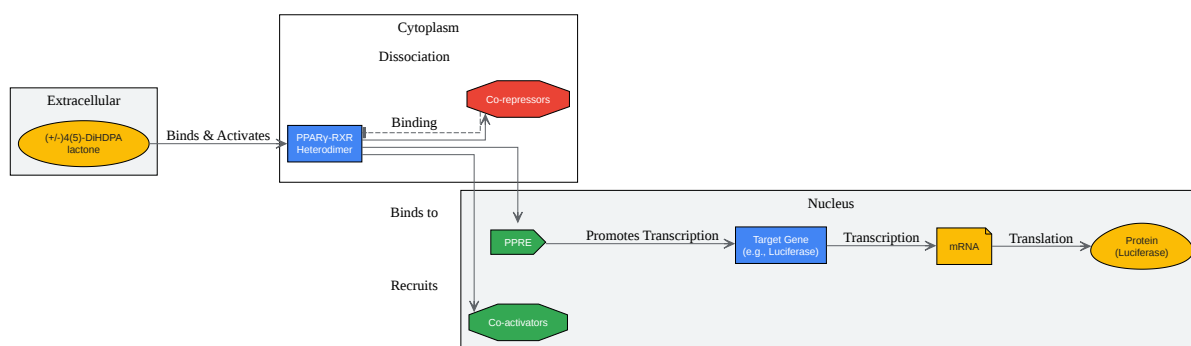 Cytoplasm
Dissociation
Extracellular
Co-repressors
(+/-)4(5)-DiHDPA
lactone
Binds & Activates
Binding
PPARγ-RXR
Heterodimer
Nucleus
Binds to
PPRE
Promotes Transcription
Target Gene
(e.g., Luciferase)
Transcription
mRNA
Translation
Protein
(Luciferase)
Recruits
Co-activators